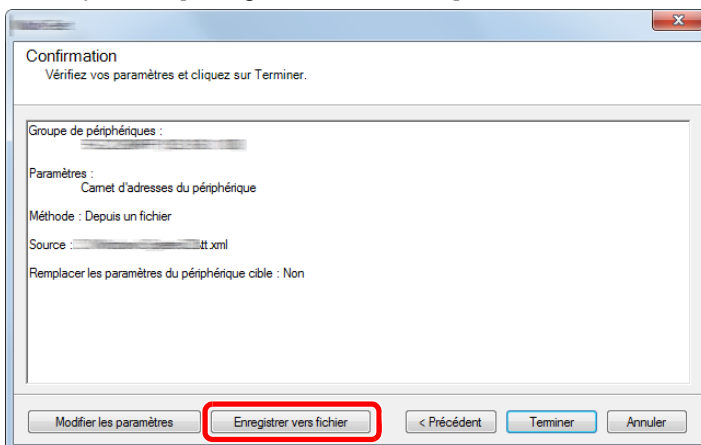 Confirmation
Vérifiez vos paramètres et cliquez sur Terminer.
Groupe de périphériques :
Paramètres :
Carnet d'adresses du périphérique
Méthode : Depuis un fichier
Source : tt.xml
Remplacer les paramètres du périphérique cible : Non
Modifier les paramètres
Enregistrer vers fichier
< Précédent
Terminer
Annuler